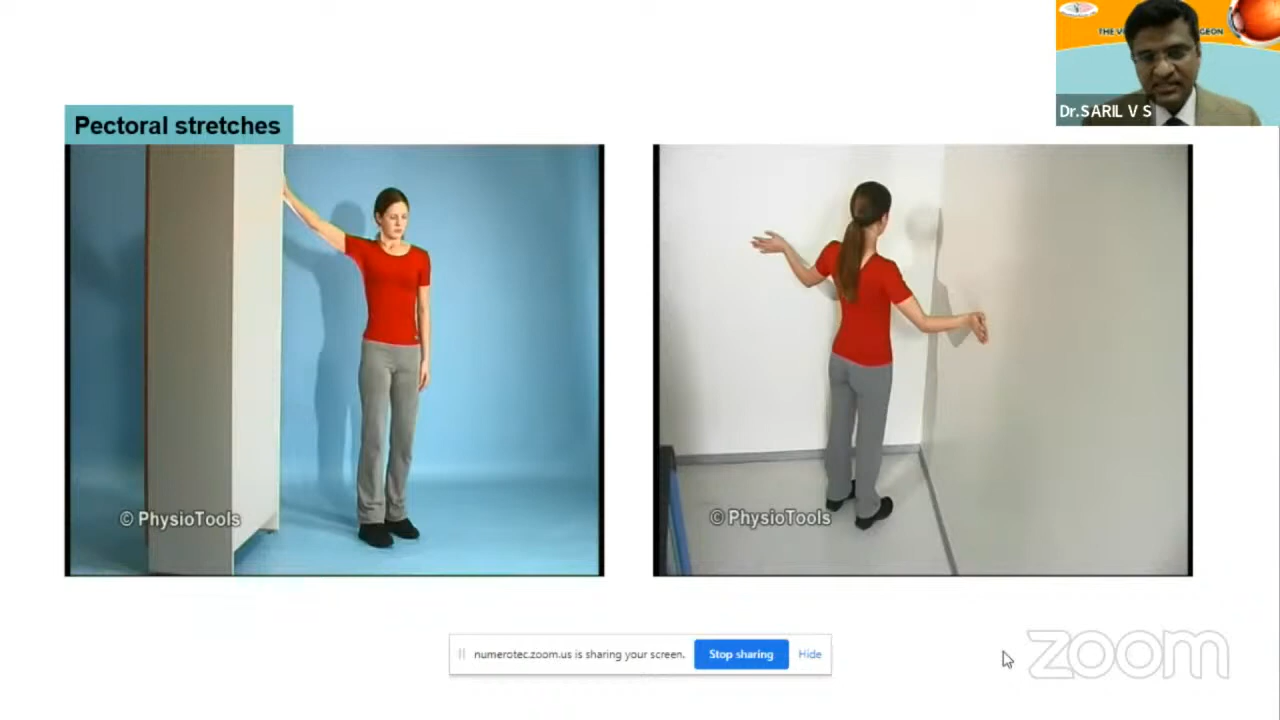 Pectoral stretches
© PhysioTools
© PhysioTools
Dr.SARIL V S
numerotec.zoom.us is sharing your screen.
Stop sharing
Hide
zoom